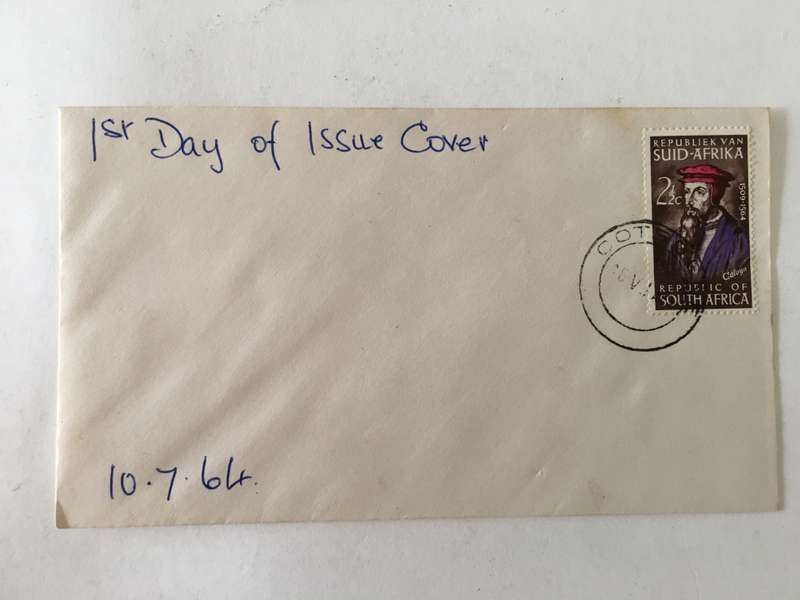 1st Day of Issue Cover
REPUBLIEK VAN
SUID-AFRIKA
2½c
1509-1564
Calvyn
REPUBLIC OF
SOUTH AFRICA
10.7.64.